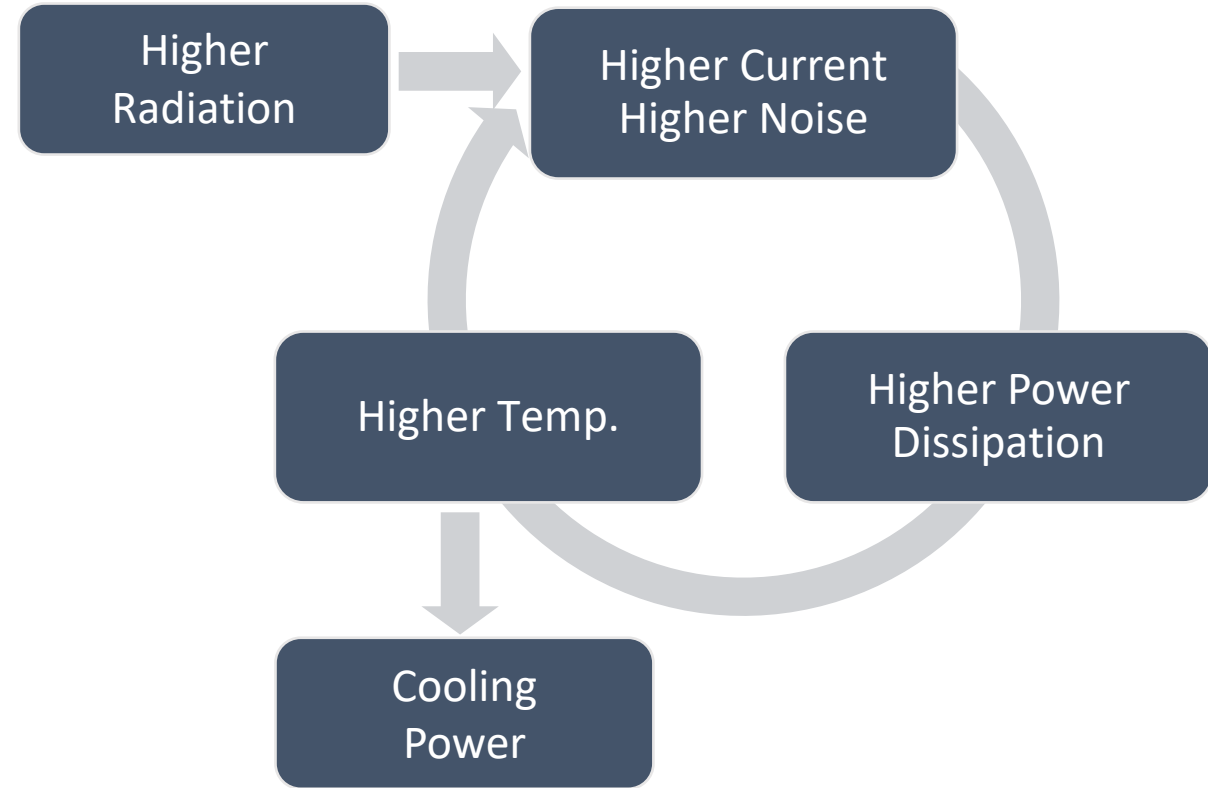 Higher
Radiation
Higher Current
Higher Noise
Higher Temp.
Higher Power
Dissipation
Cooling
Power